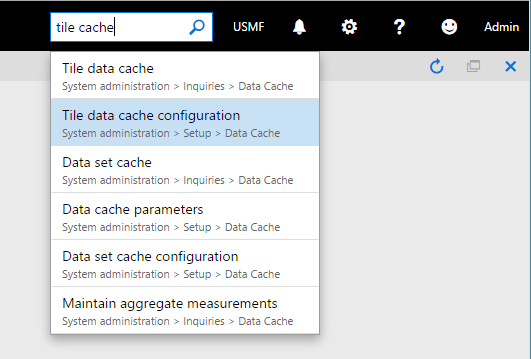 tile cache
USMF
?
Admin
Tile data cache
System administration > Inquiries > Data Cache
Tile data cache configuration
System administration > Setup > Data Cache
Data set cache
System administration > Inquiries > Data Cache
Data cache parameters
System administration > Setup > Data Cache
Data set cache configuration
System administration > Setup > Data Cache
Maintain aggregate measurements
System administration > Inquiries > Data Cache